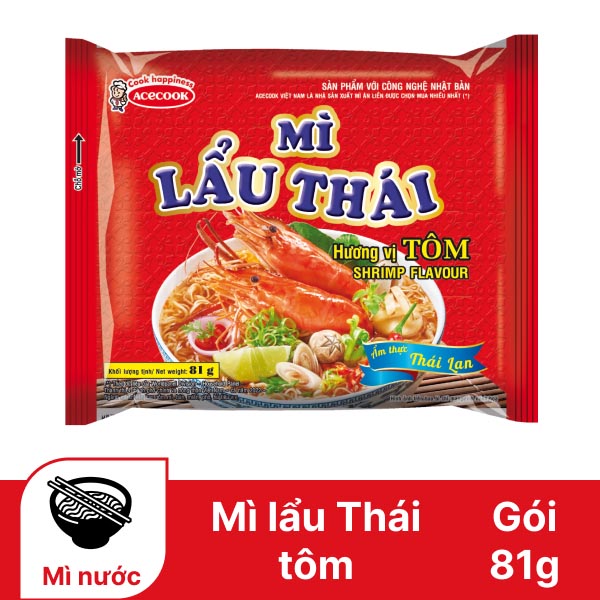 Cook happiness
ACECOOK
SẢN PHẨM VỚI CÔNG NGHỆ NHẬT BẢN
ACECOOK VIỆT NAM LÀ NHÀ SẢN XUẤT MÌ ĂN LIỀN ĐƯỢC CHỌN MUA NHIỀU NHẤT (*)
Chỗ mở
MÌ
LẨU THÁI
Hương vị TÔM
SHRIMP FLAVOUR
Ẩm thực
Thái Lan
Khối lượng tịnh/ Net weight: 81 g
Mì nước
Mì lẩu Thái
tôm
Gói
81g